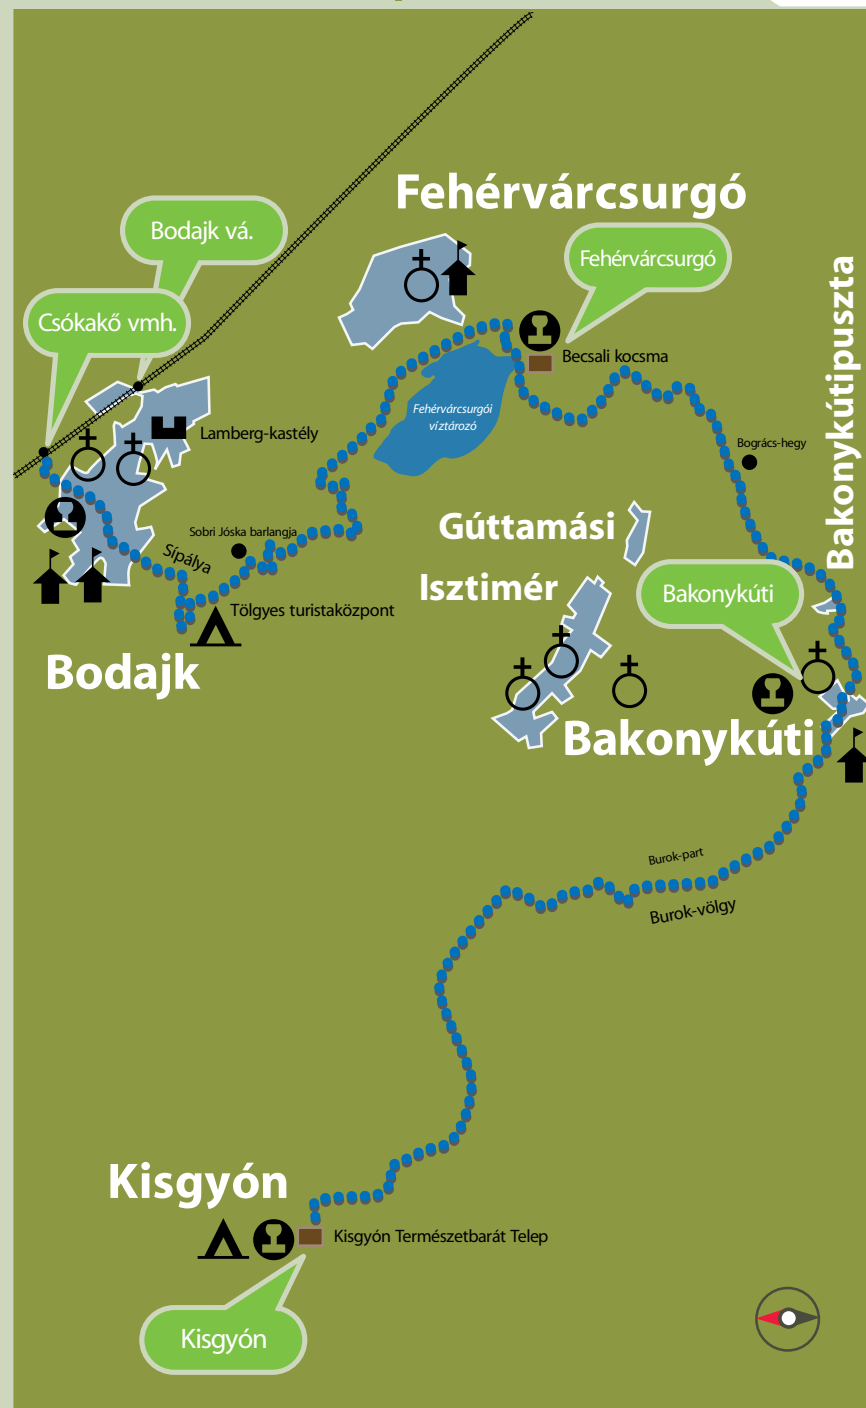 Fehérvárcsurgó
Bodajk vá.
Fehérvárcsurgó
Csókakő vmh.
Bakonykútipuszta
Becsali kocsma
Fehérvárcsurgói
víztározó
Lamberg-kastély
Bogrács-hegy
Gúttamási
Sobri Jóska barlangja
Sípálya
Isztimér
Bakonykúti
Tölgyes turistaközpont
Bodajk
Bakonykúti
Burok-part
Burok-völgy
Kisgyón
Kisgyón Természetbarát Telep
Kisgyón